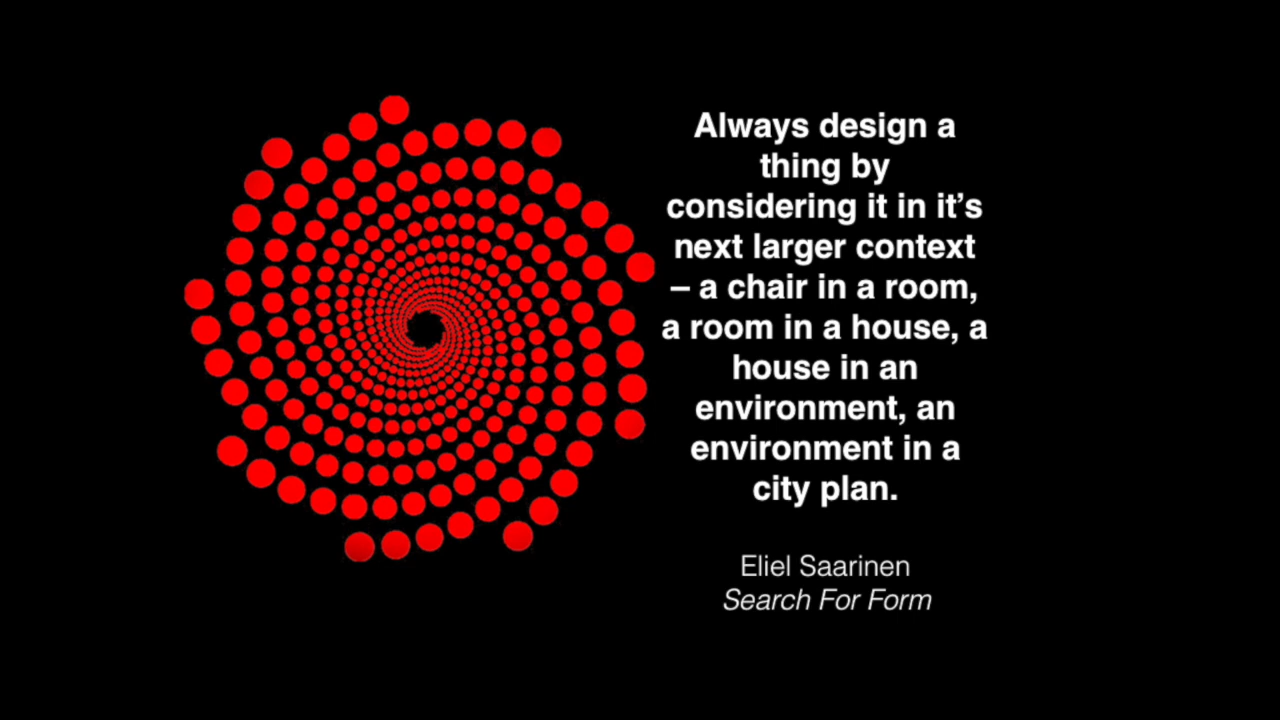 Always design a
thing by
considering it in it’s
next larger context
– a chair in a room,
a room in a house, a
house in an
environment, an
environment in a
city plan.
Eliel Saarinen
Search For Form